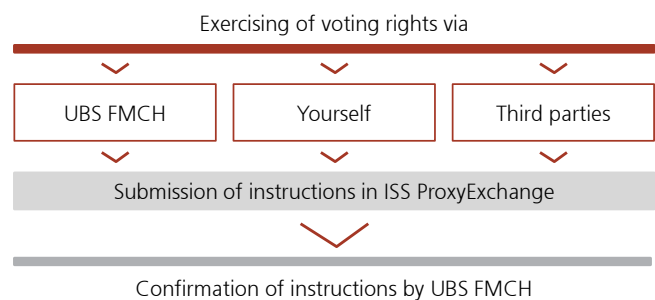 Exercising of voting rights via
UBS FMCH
Yourself
Third parties
Submission of instructions in ISS ProxyExchange
Confirmation of instructions by UBS FMCH